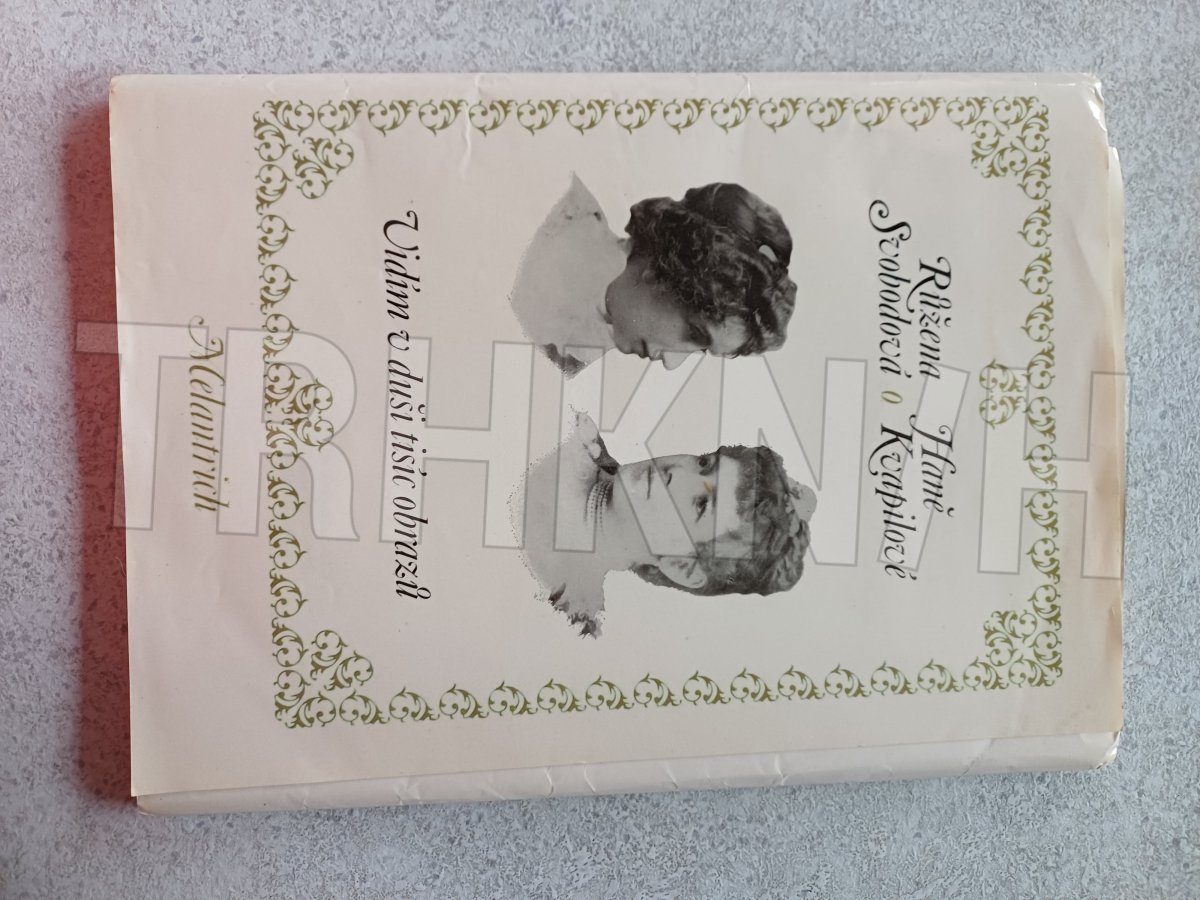 Růžena Haně
Svobodová o Kvapilové
Vidím v duši tisíc obrazů
Melantrich
TRHKNIH